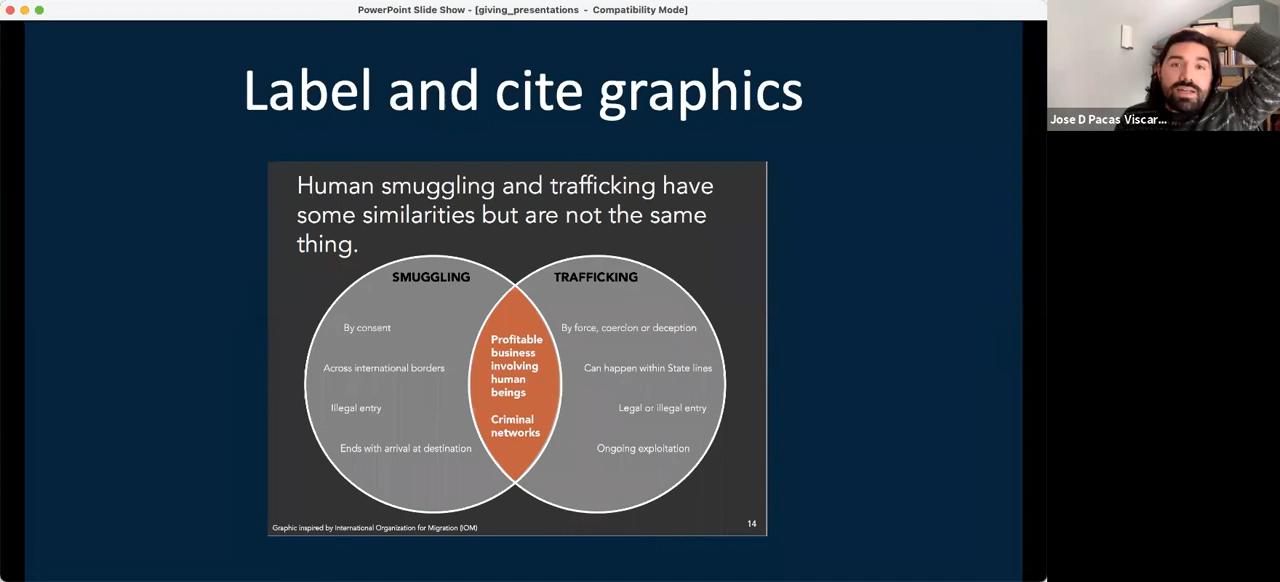 PowerPoint Slide Show - [giving_presentations - Compatibility Mode]
Label and cite graphics
Human smuggling and trafficking have
some similarities but are not the same
thing.
SMUGGLING
By consent
Across international borders
Illegal entry
Ends with arrival at destination
Profitable
business
involving
human
beings
Criminal
networks
TRAFFICKING
By force, coercion or deception
Can happen within State lines
Legal or illegal entry
Ongoing exploitation
Graphic inspired by International Organization for Migration (IOM)
14
Jose D Pacas Viscar...